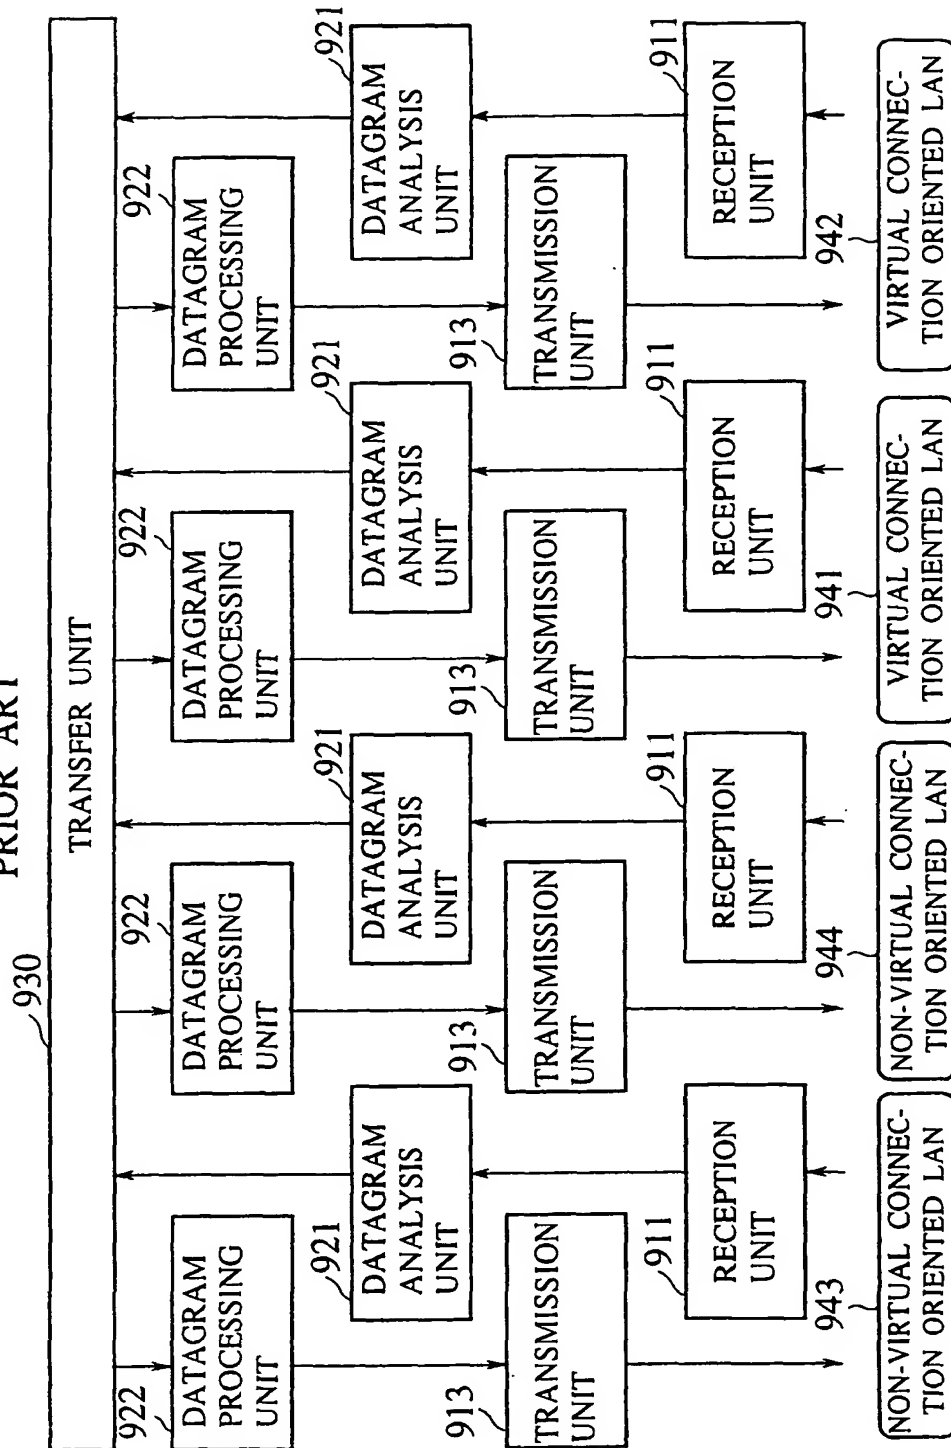 PRIOR ART
930
TRANSFER UNIT
922
DATAGRAM
PROCESSING
UNIT
922
DATAGRAM
PROCESSING
UNIT
922
DATAGRAM
PROCESSING
UNIT
922
DATAGRAM
PROCESSING
UNIT
921
DATAGRAM
ANALYSIS
UNIT
921
DATAGRAM
ANALYSIS
UNIT
921
DATAGRAM
ANALYSIS
UNIT
921
DATAGRAM
ANALYSIS
UNIT
913
TRANSMISSION
UNIT
913
TRANSMISSION
UNIT
913
TRANSMISSION
UNIT
913
TRANSMISSION
UNIT
911
RECEPTION
UNIT
911
RECEPTION
UNIT
911
RECEPTION
UNIT
911
RECEPTION
UNIT
943
NON-VIRTUAL CONNEC-
TION ORIENTED LAN
944
NON-VIRTUAL CONNEC-
TION ORIENTED LAN
941
VIRTUAL CONNEC-
TION ORIENTED LAN
942
VIRTUAL CONNEC-
TION ORIENTED LAN